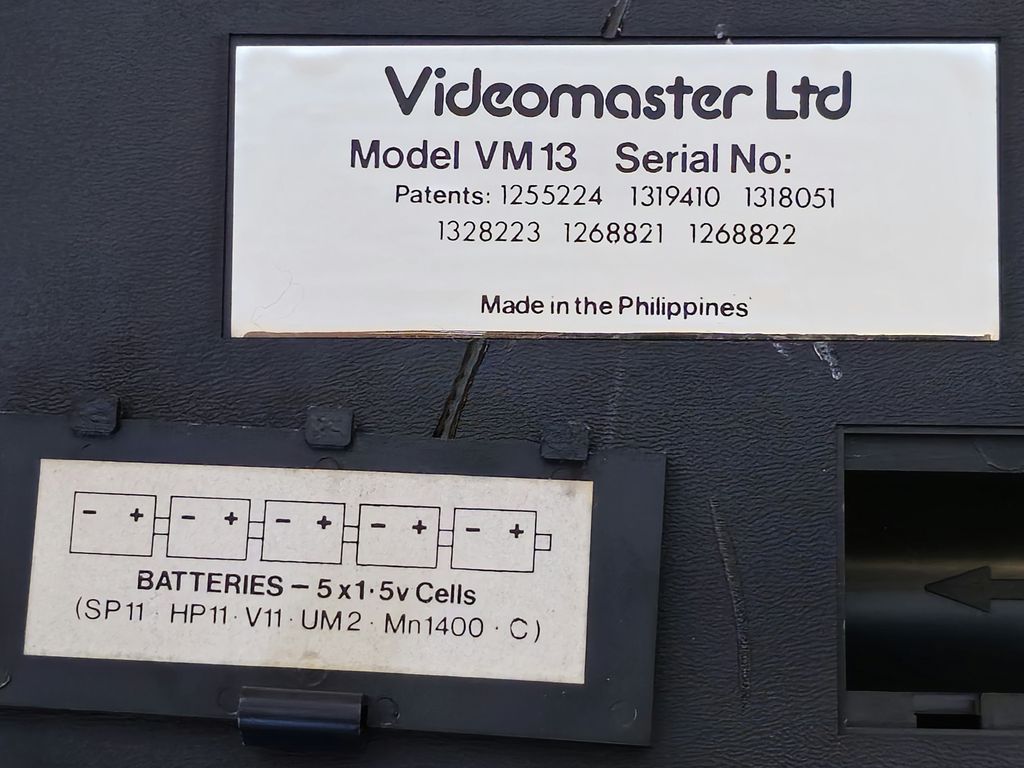 Videomaster Ltd
Model VM13 Serial No:
Patents: 1255224 1319410 1318051
1328223 1268821 1268822
Made in the Philippines
- + - + - + - + - +
BATTERIES – 5 x 1·5v Cells
(SP11 · HP11 · V11 · UM2 · Mn1400 · C)